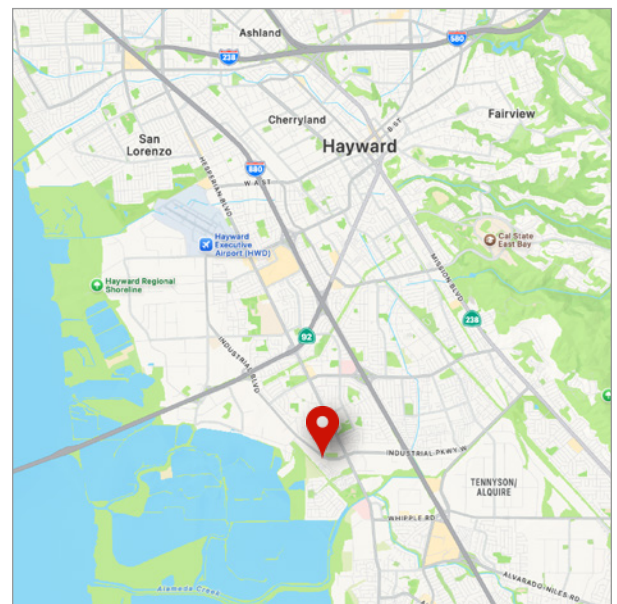 Ashland
238
580
Cherryland
Fairview
San
Lorenzo
B ST
Hayward
880
HESPERIAN BLVD
W A ST
Hayward
Executive
Airport (HWD)
Cal State
East Bay
Hayward Regional
Shoreline
MISSION BLVD
238
92
INDUSTRIAL BLVD
INDUSTRIAL PKWY W
TENNYSON/
ALQUIRE
WHIPPLE RD
ALVARADO-NILES RD
Alameda Creek